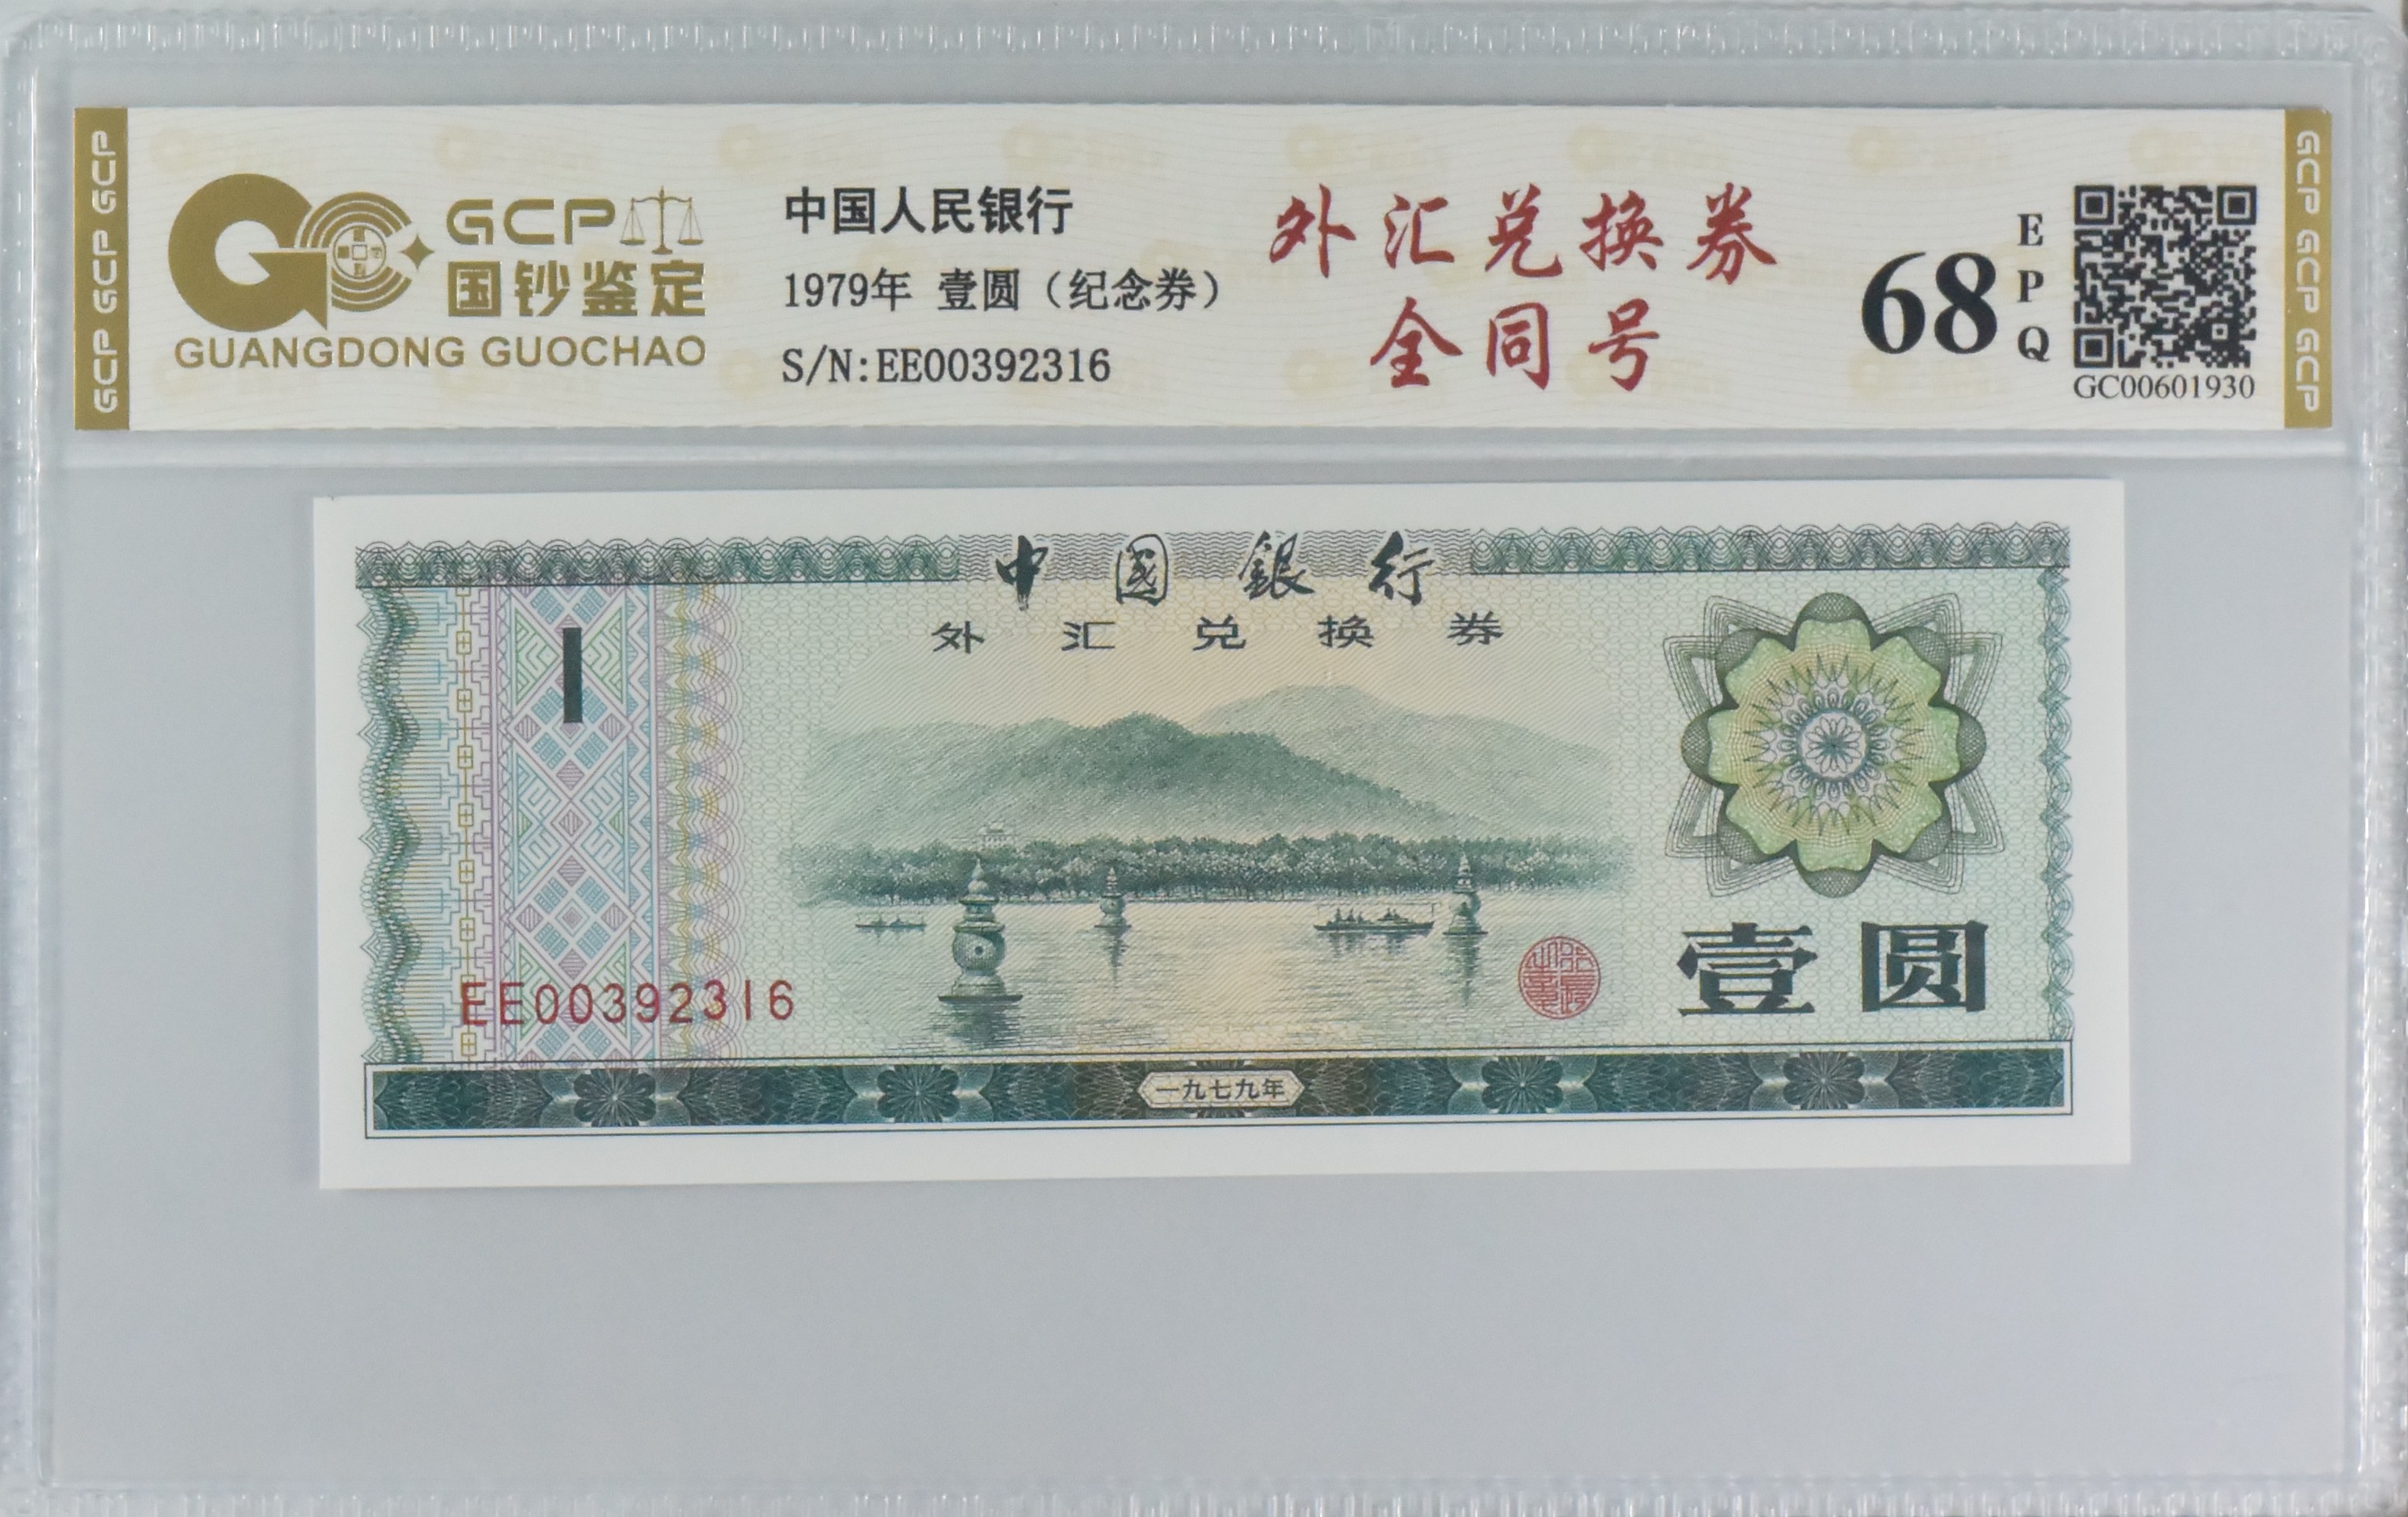 GCP GCP GCP
GCP
国钞鉴定
GUANGDONG GUOCHAO
中国人民银行
1979年 壹圆（纪念券）
S/N:EE00392316
外汇兑换券
全同号
68
EPQ
GC00601930
GCP GCP GCP
中國銀行
外汇兑换券
1
EE00392316
壹圆
一九七九年